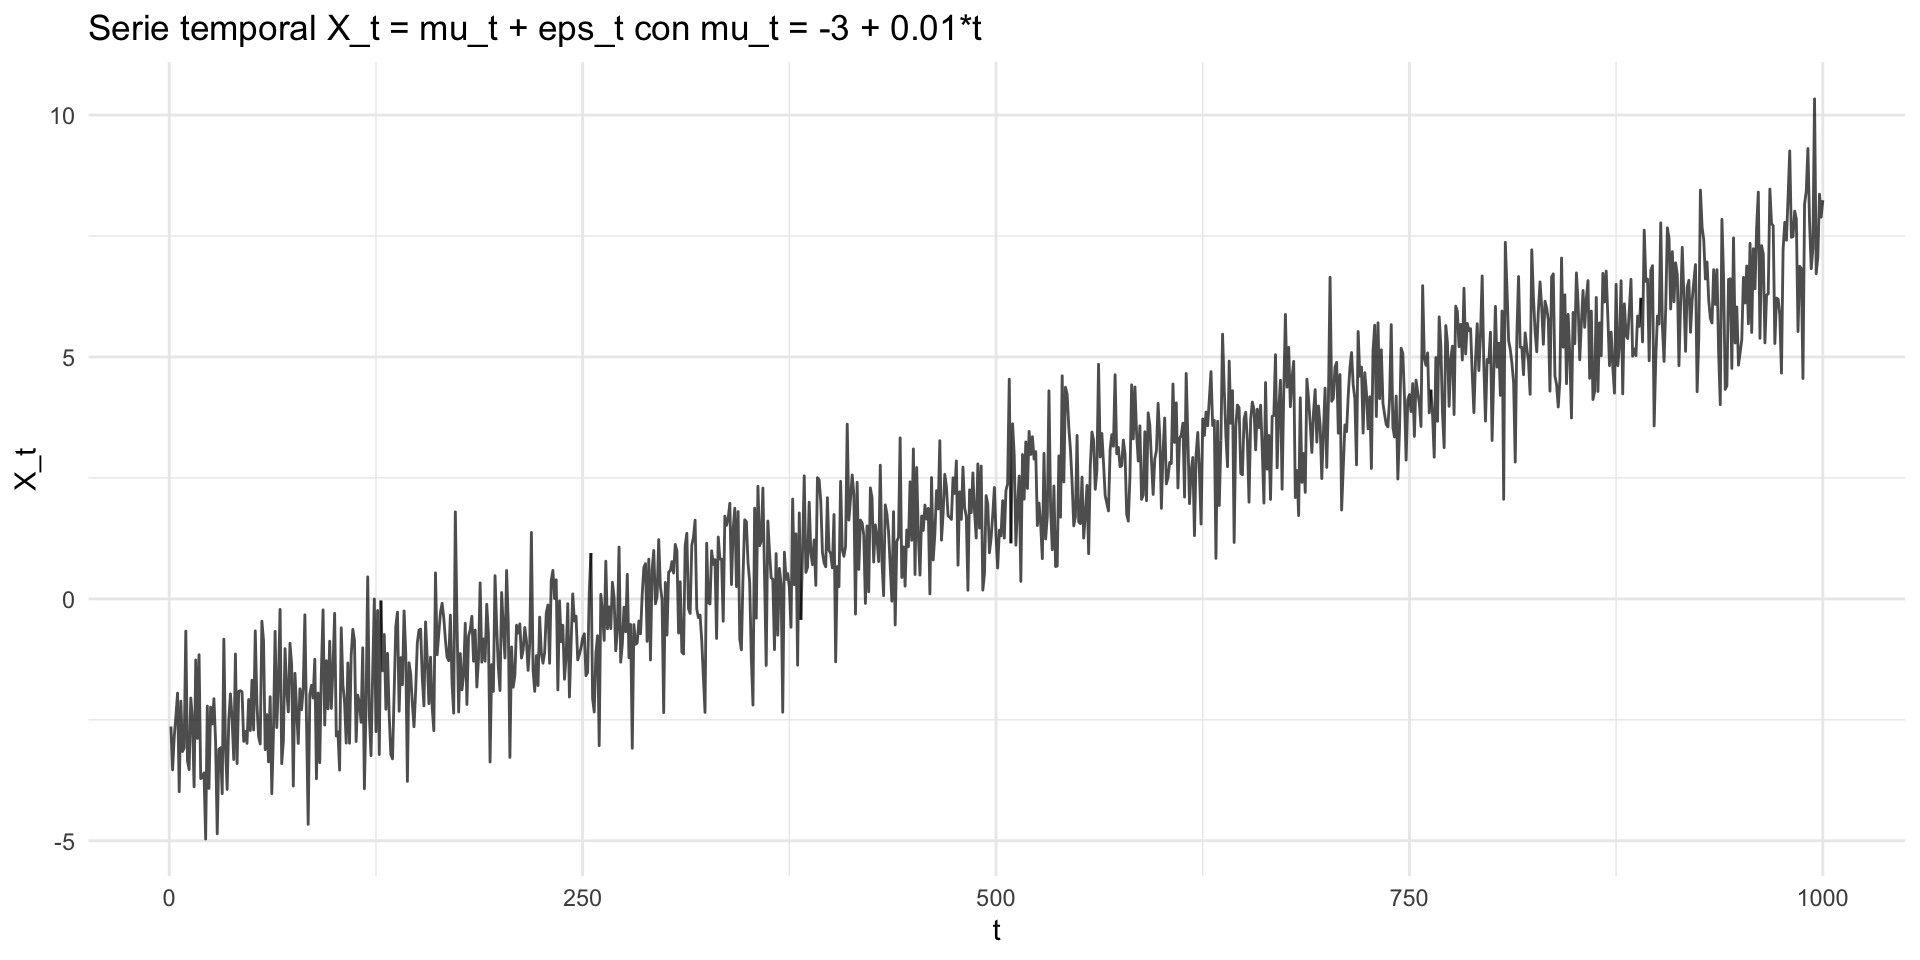 Serie temporal X_t = mu_t + eps_t con mu_t = -3 + 0.01*t
10
5
0
-5
X_t
0 250 500 750 1000
t